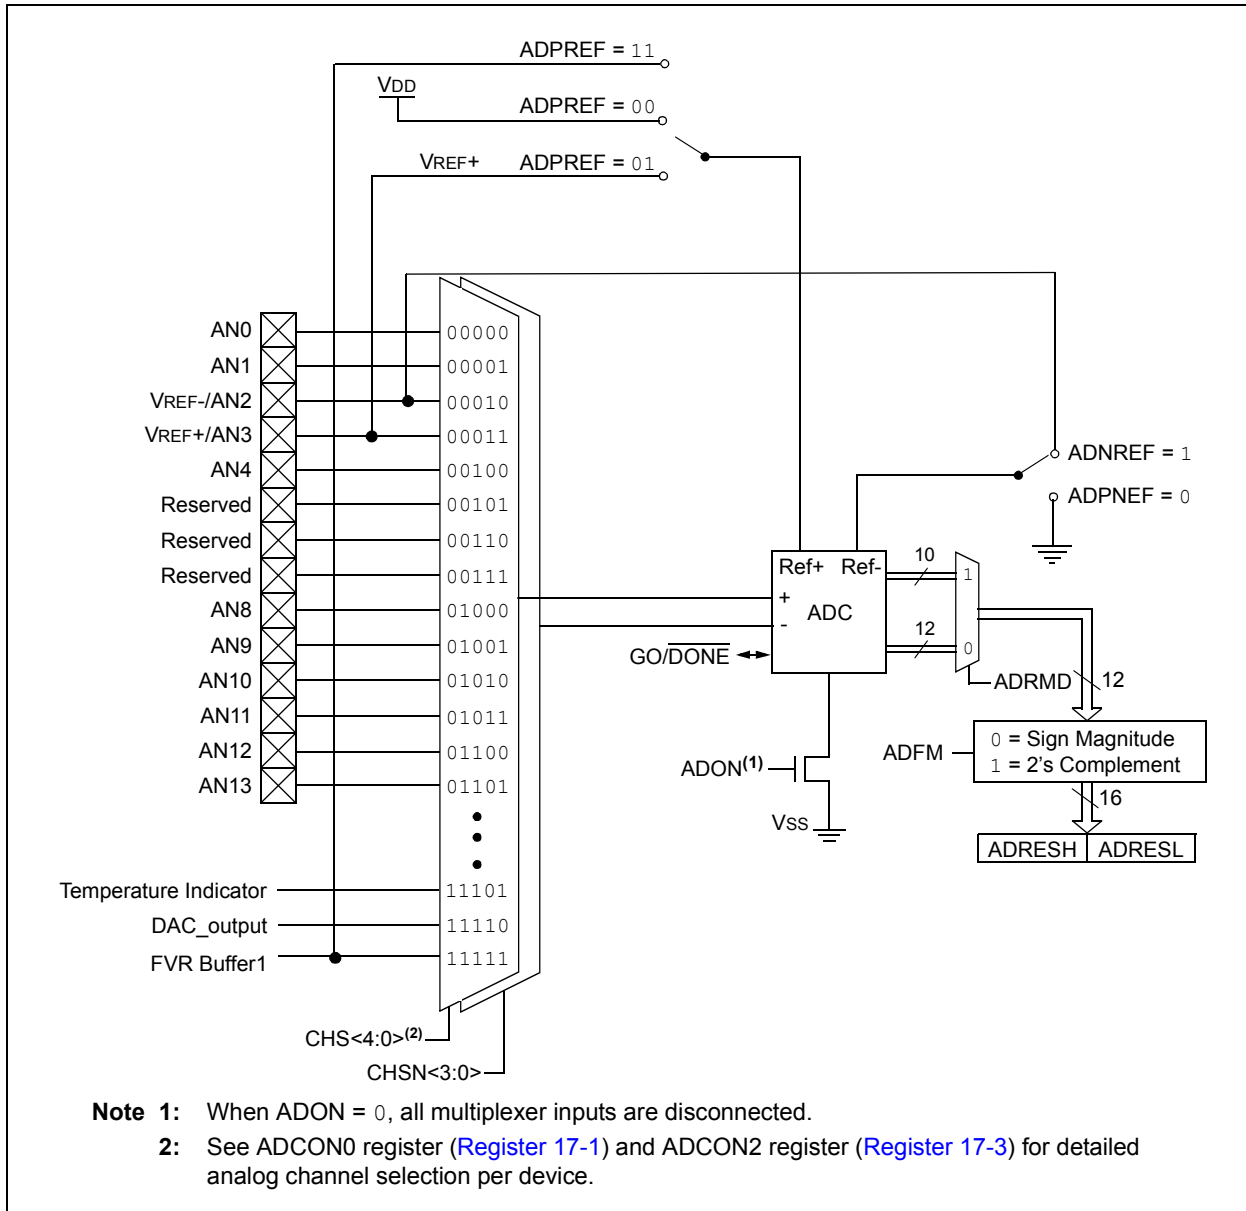 ADPREF = 11
VDD
ADPREF = 00
VREF+ ADPREF = 01
AN0 00000
AN1 00001
VREF-/AN2 00010
VREF+/AN3 00011
AN4 00100
Reserved 00101
Reserved 00110
Reserved 00111
AN8 01000
AN9 01001
AN10 01010
AN11 01011
AN12 01100
AN13 01101
Temperature Indicator 11101
DAC_output 11110
FVR Buffer1 11111
CHS<4:0>(2)
CHSN<3:0>
ADNREF = 1
ADPNEF = 0
Ref+ Ref-
+
ADC
-
GO/DONE
10
1
12
0
ADRMD
12
ADFM
0 = Sign Magnitude
1 = 2's Complement
16
ADRESH ADRESL
ADON(1)
VSS
Note 1: When ADON = 0, all multiplexer inputs are disconnected.
2: See ADCON0 register (Register 17-1) and ADCON2 register (Register 17-3) for detailed
analog channel selection per device.